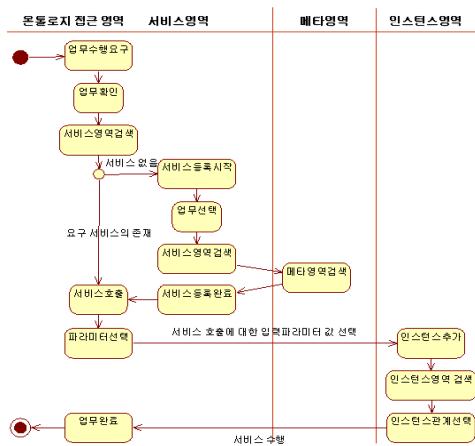 온톨로지 접근 영역 서비스영역 메타영역 인스턴스영역
업무수행요구
업무확인
서비스영역검색
서비스 없음
서비스등록시작
업무선택
요구 서비스의 존재
서비스영역검색
메타영역검색
서비스호출
서비스등록완료
파라미터선택
서비스 호출에 대한 입력파라미터 값 선택
인스턴스추가
인스턴스영역 검색
업무완료
인스턴스관계선택
서비스 수행